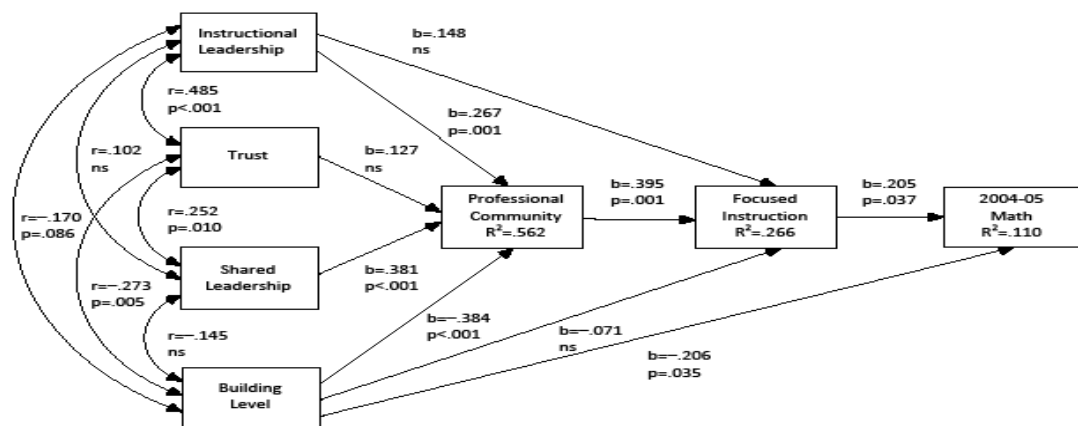 Instructional
Leadership
b=.148
ns
r=.485
p<.001
b=.267
p=.001
r=.102
ns
Trust
b=.127
ns
Professional
Community
R²=.562
b=.395
p=.001
Focused
Instruction
R²=.266
b=.205
p=.037
2004-05
Math
R²=.110
r=−.170
p=.086
r=.252
p=.010
Shared
Leadership
b=.381
p<.001
r=−.273
p=.005
b=−.384
p<.001
r=−.145
ns
b=−.071
ns
b=−.206
p=.035
Building
Level